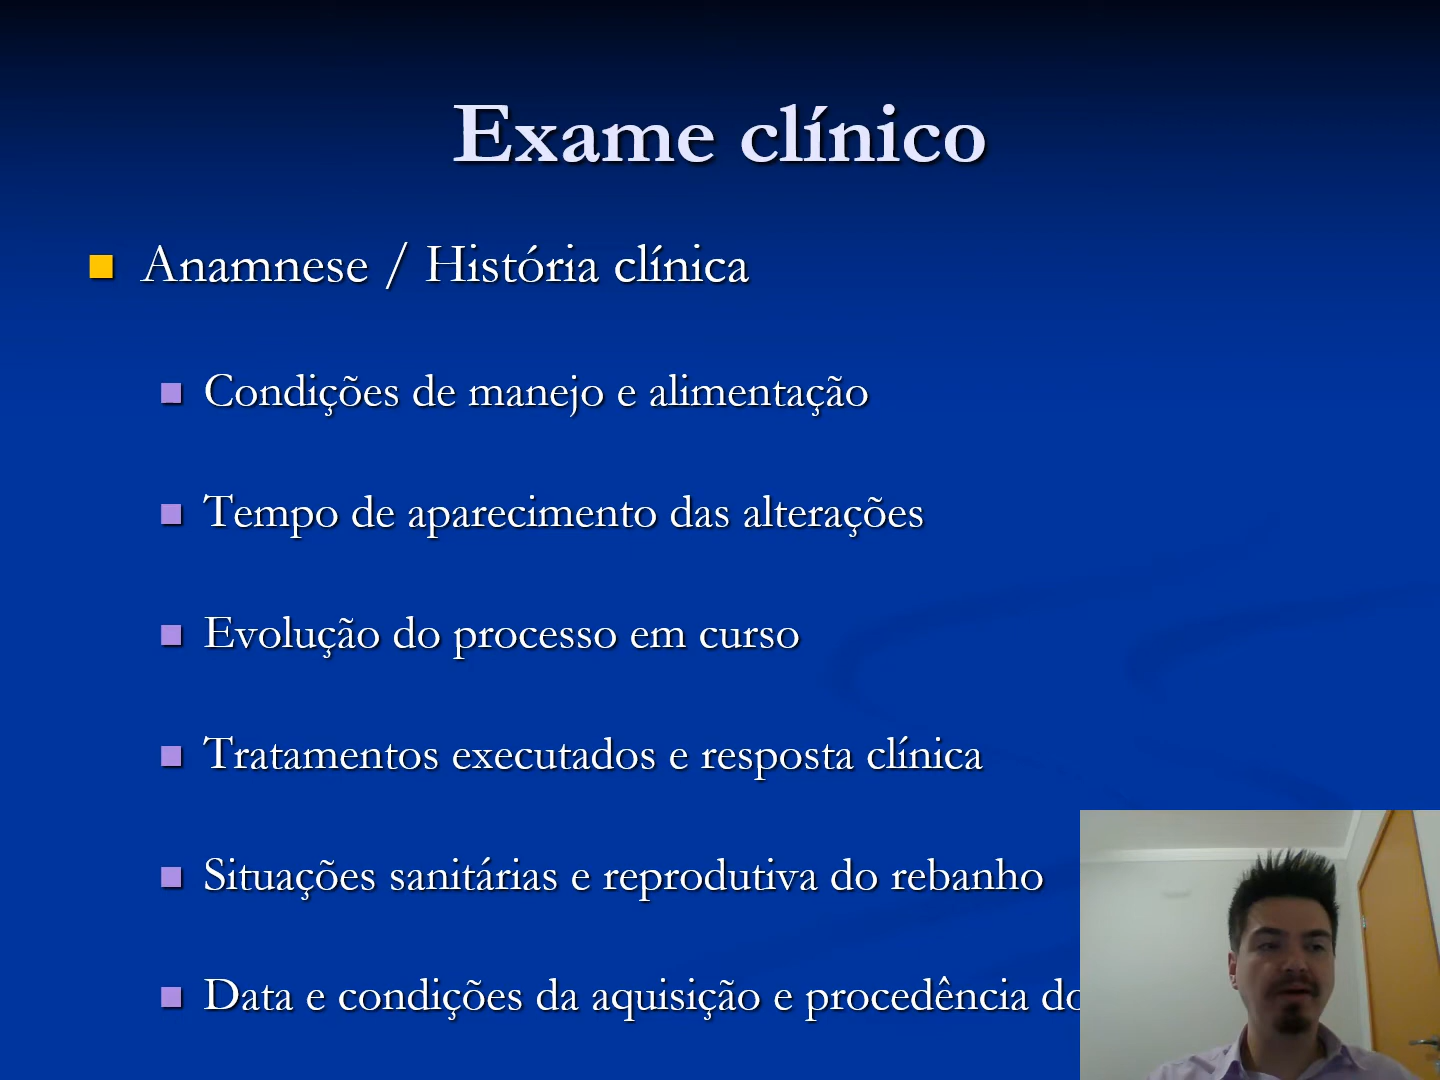 Exame clínico
Anamnese / História clínica
Condições de manejo e alimentação
Tempo de aparecimento das alterações
Evolução do processo em curso
Tratamentos executados e resposta clínica
Situações sanitárias e reprodutiva do rebanho
Data e condições da aquisição e procedência do